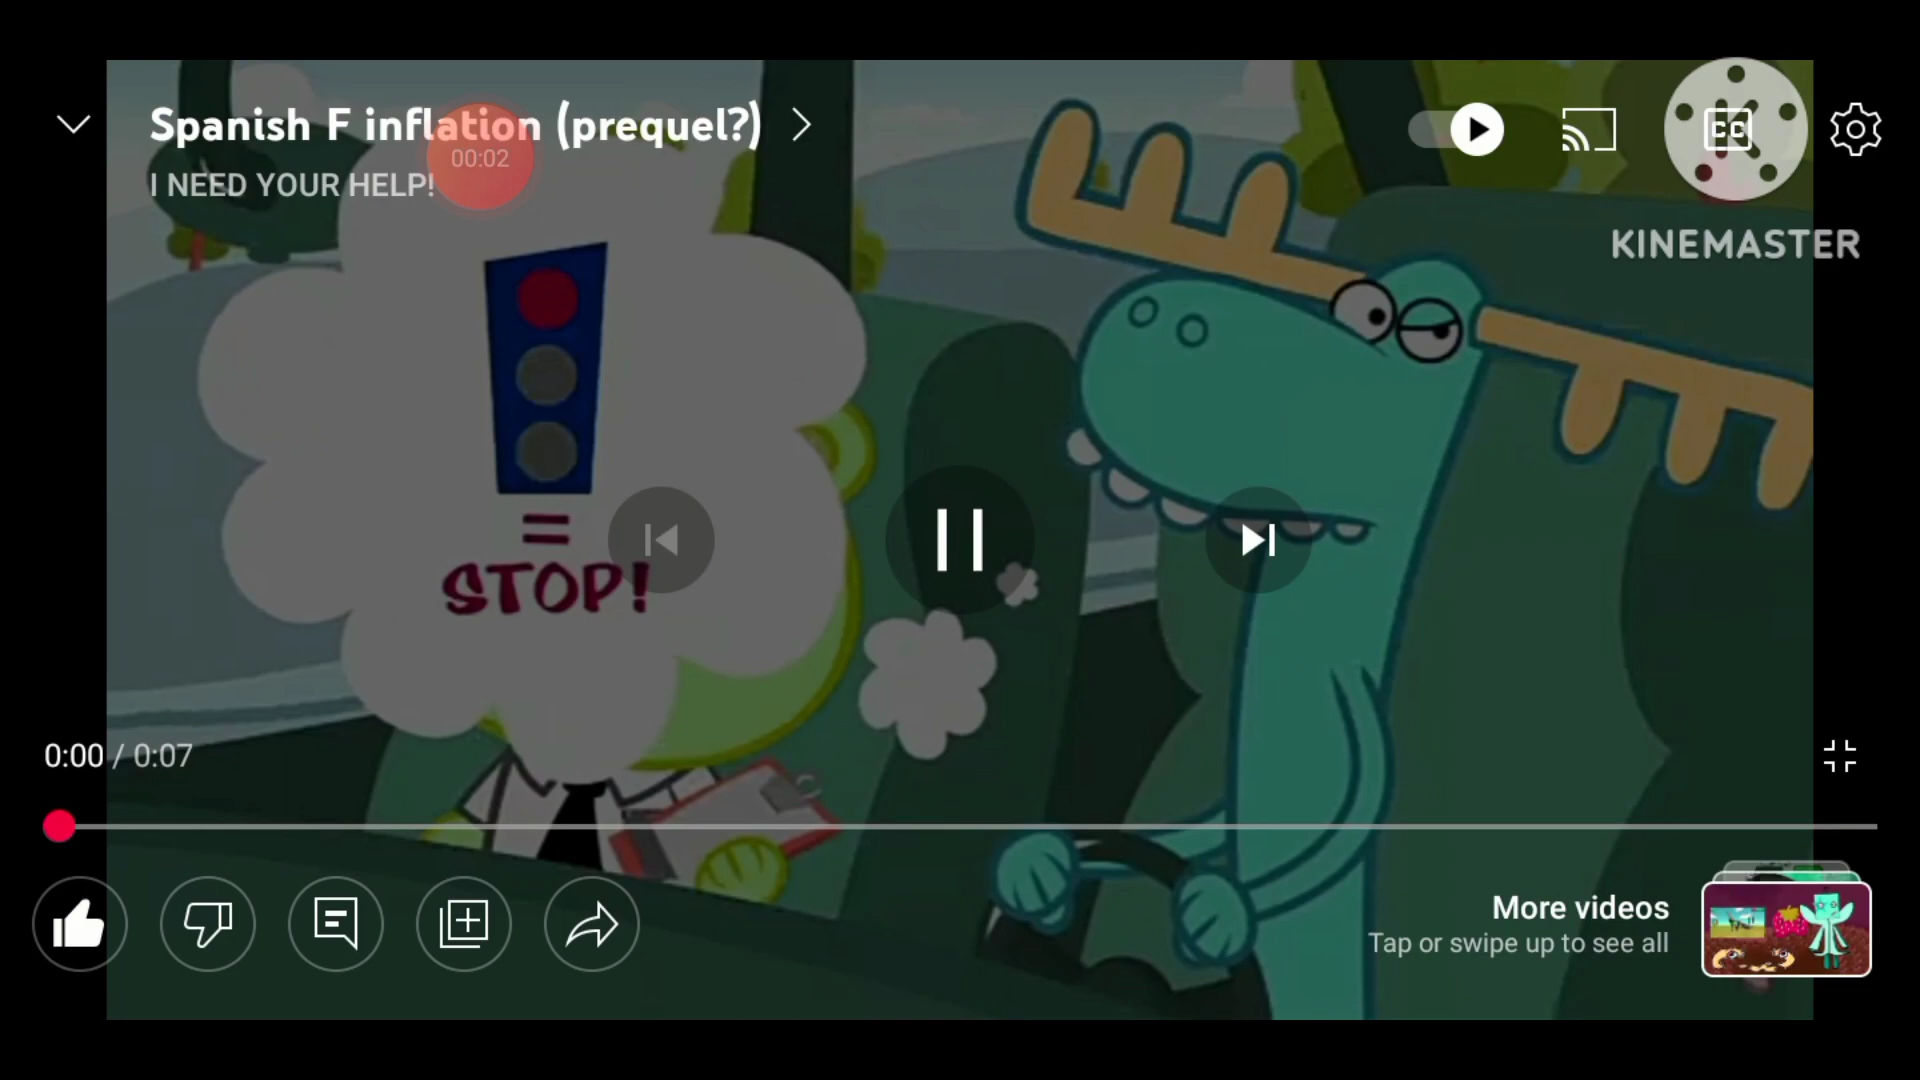 Spanish F inflation (prequel?)
00:02
I NEED YOUR HELP!
CC
KINEMASTER
=
STOP!
0:00 / 0:07
More videos
Tap or swipe up to see all